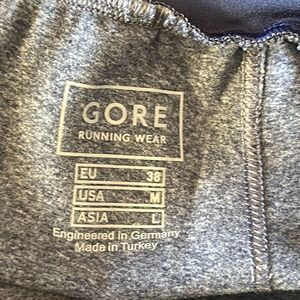 GORE
RUNNING WEAR
EU 38
USA M
ASIA L
Engineered in Germany
Made in Turkey